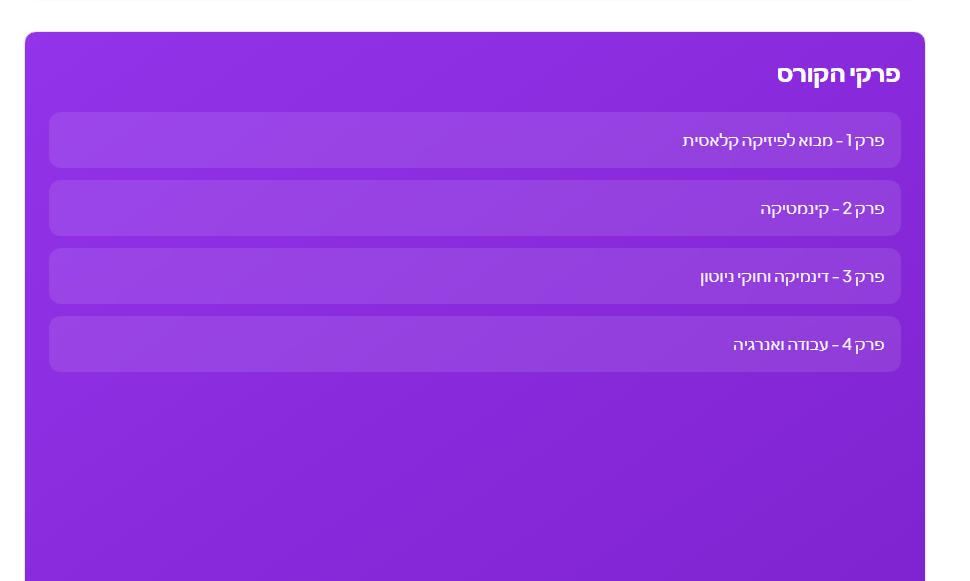 פרקי הקורס
פרק 1 - מבוא לפיזיקה קלאסית
פרק 2 - קינמטיקה
פרק 3 - דינמיקה וחוקי ניוטון
פרק 4 - עבודה ואנרגיה